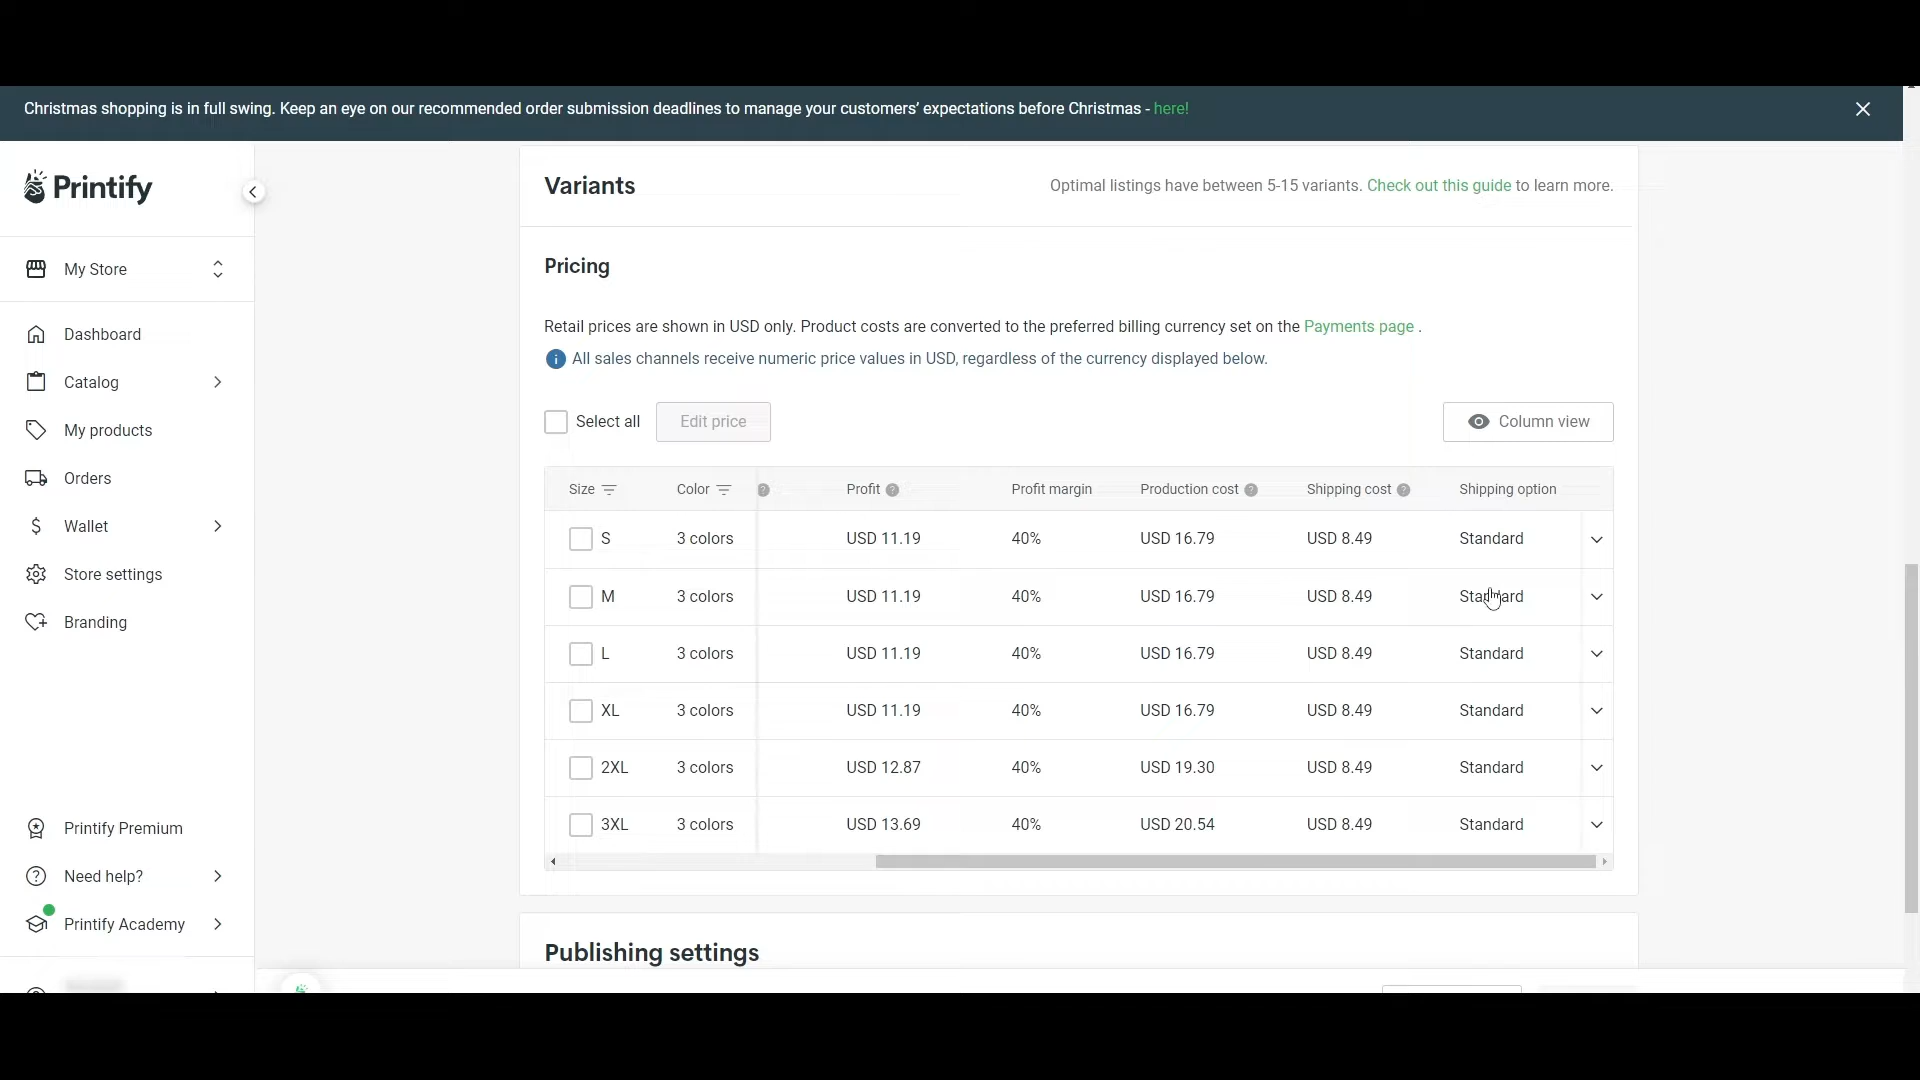 Christmas shopping is in full swing. Keep an eye on our recommended order submission deadlines to manage your customers’ expectations before Christmas - here!
Printify
My Store
Dashboard
Catalog
My products
Orders
Wallet
Store settings
Branding
Printify Premium
Need help?
Printify Academy
Variants
Optimal listings have between 5-15 variants. Check out this guide to learn more.
Pricing
Retail prices are shown in USD only. Product costs are converted to the preferred billing currency set on the Payments page .
All sales channels receive numeric price values in USD, regardless of the currency displayed below.
Select all Edit price Column view
Size Color Profit Profit margin Production cost Shipping cost Shipping option
S 3 colors USD 11.19 40% USD 16.79 USD 8.49 Standard
M 3 colors USD 11.19 40% USD 16.79 USD 8.49 Standard
L 3 colors USD 11.19 40% USD 16.79 USD 8.49 Standard
XL 3 colors USD 11.19 40% USD 16.79 USD 8.49 Standard
2XL 3 colors USD 12.87 40% USD 19.30 USD 8.49 Standard
3XL 3 colors USD 13.69 40% USD 20.54 USD 8.49 Standard
Publishing settings